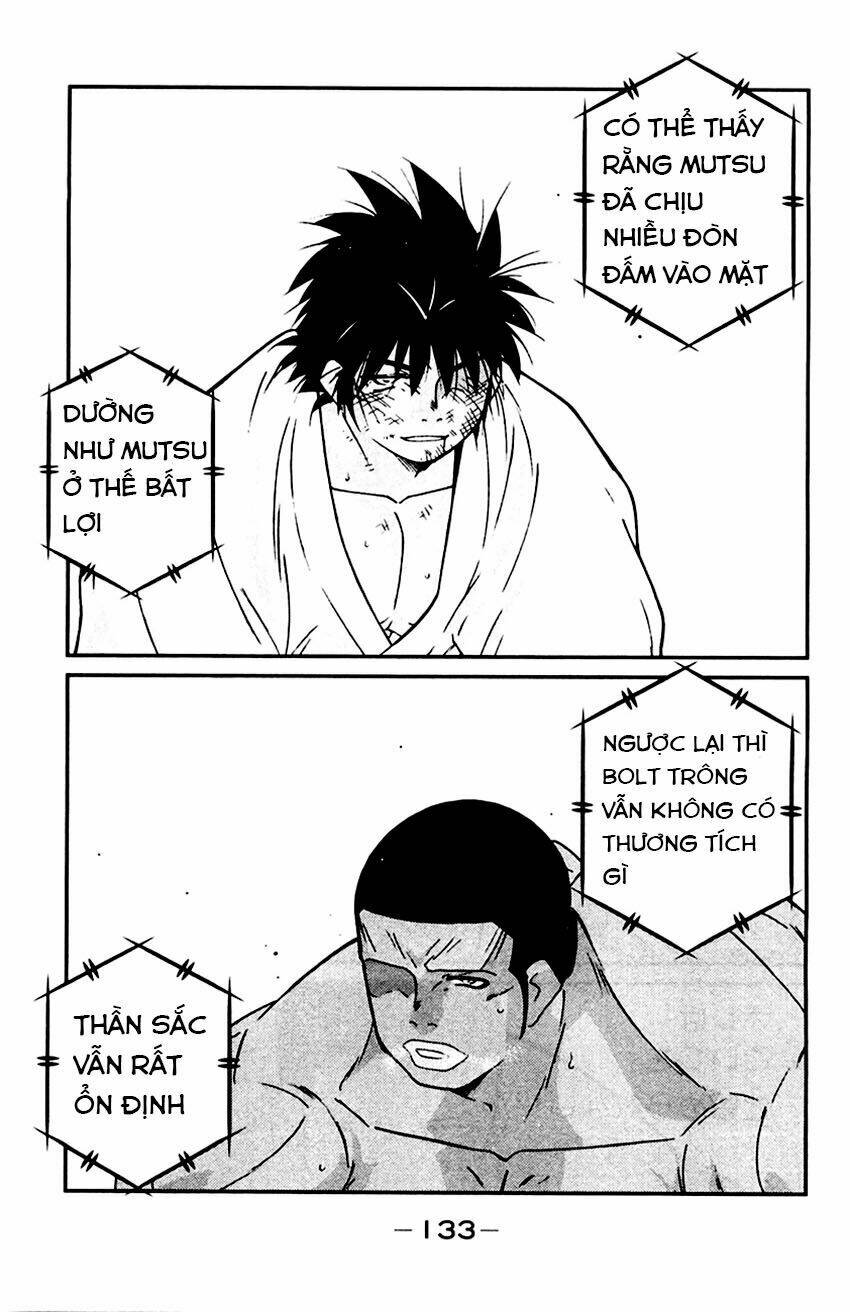 CÓ THỂ THẤY
RẰNG MUTSU
ĐÃ CHỊU
NHIỀU ĐÒN
ĐẤM VÀO MẶT
DƯỜNG
NHƯ MUTSU
Ở THẾ BẤT
LỢI
NGƯỢC LẠI THÌ
BOLT TRÔNG
VẪN KHÔNG CÓ
THƯƠNG TÍCH
GÌ
THẦN SẮC
VẪN RẤT
ỔN ĐỊNH
—133—